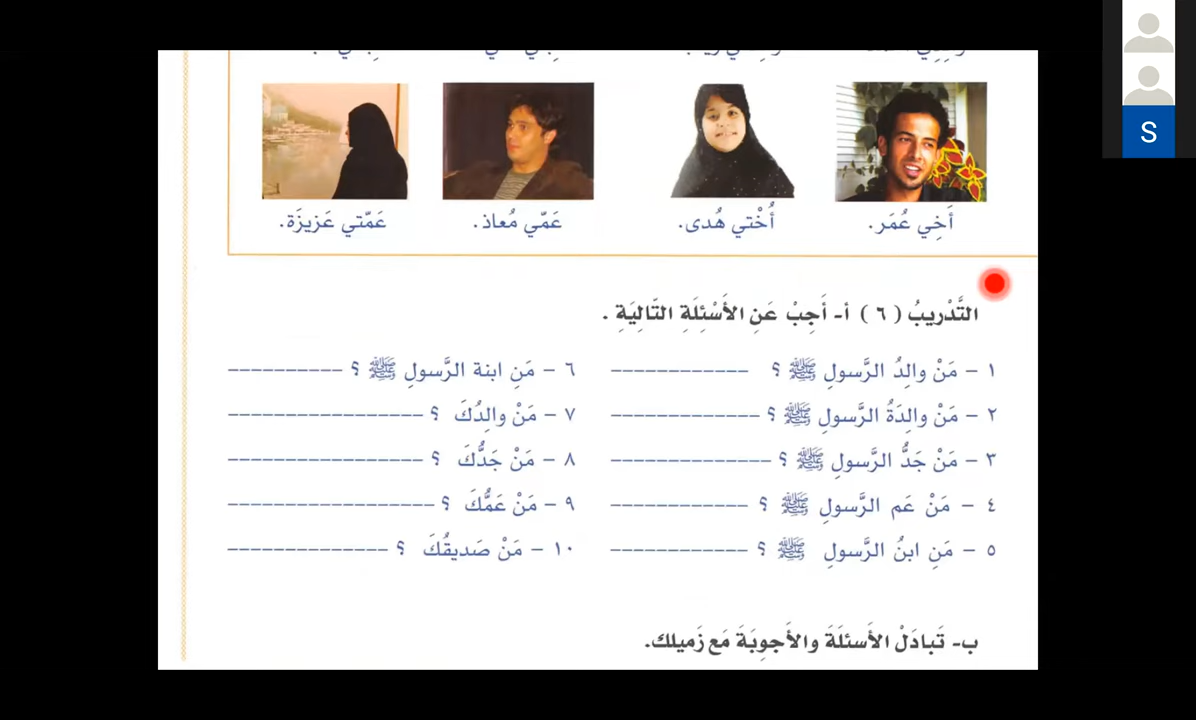 أَخِي عُمَر.
أُخْتي هُدى.
عَمّي مُعاذ.
عَمّتي عَزيزَة.
التَّدْريبُ (٦) أ- أَجِبْ عَنِ الأَسْئِلَةِ التّالِيَةِ .
١ - مَنْ والِدُ الرَّسولِ ﷺ ؟ ------------
٢ - مَنْ والِدَةُ الرَّسولِ ﷺ ؟ -------------
٣ - مَنْ جَدُّ الرَّسولِ ﷺ ؟ --------------
٤ - مَنْ عَم الرَّسولِ ﷺ ؟ ------------
٥ - مَنِ ابنُ الرَّسولِ ﷺ ؟ ------------
٦ - مَنِ ابنة الرَّسولِ ﷺ ؟ ----------
٧ - مَنْ والِدُكَ ؟ -----------------
٨ - مَنْ جَدُّكَ ؟ -----------------
٩ - مَنْ عَمُّكَ ؟ ------------------
١٠ - مَنْ صَديقُكَ ؟ --------------
ب- تَبادَلْ الأَسئلَةَ والأَجوِبَةَ مَع زَميلك.
S